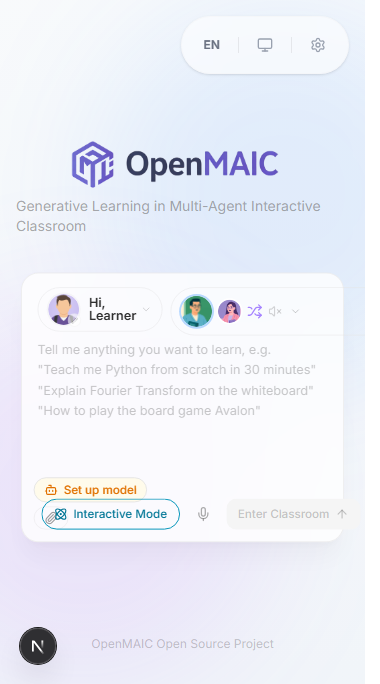 EN
OpenMAIC
Generative Learning in Multi-Agent Interactive
Classroom
Hi,
Learner
Tell me anything you want to learn, e.g.
"Teach me Python from scratch in 30 minutes"
"Explain Fourier Transform on the whiteboard"
"How to play the board game Avalon"
Set up model
Interactive Mode
Enter Classroom
N
OpenMAIC Open Source Project